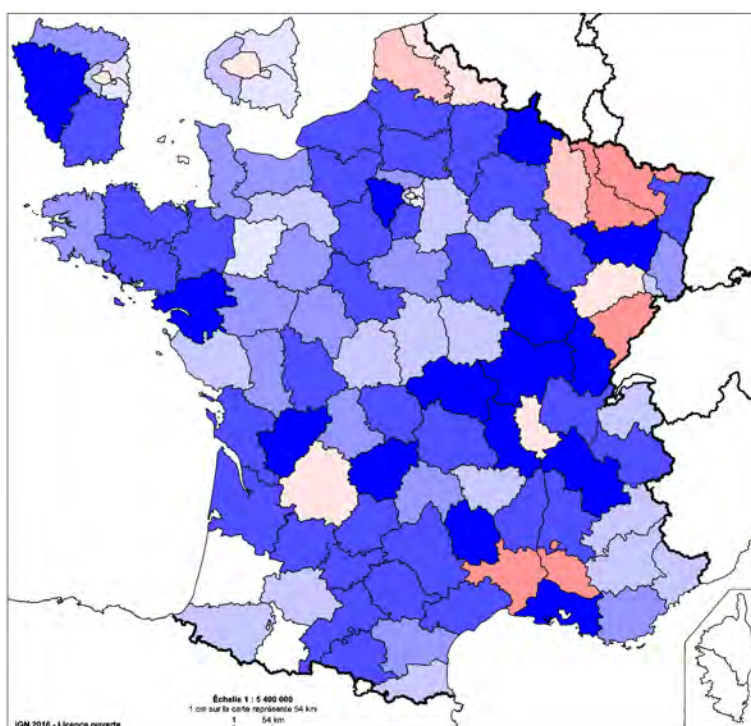 Échelle 1 : 5 400 000
1 cm sur la carte représente 54 km
1 54 km
IGN 2016 - Licence ouverte